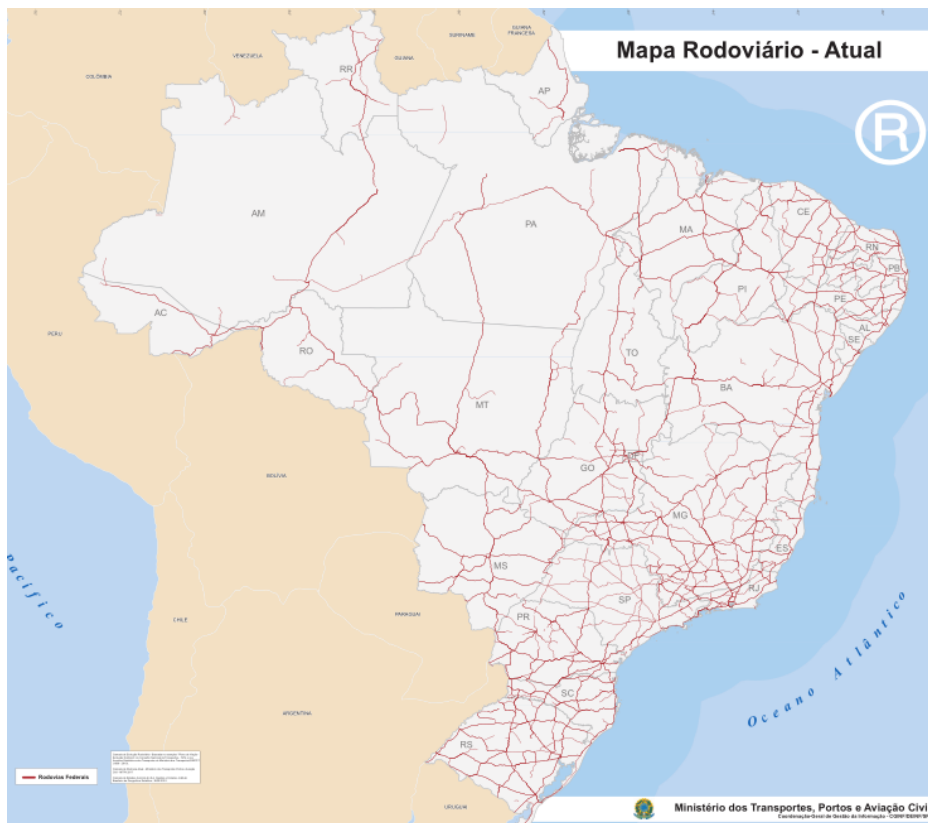 Mapa Rodoviário - Atual
R
SURINAME
GUIANA
FRANCESA
VENEZUELA
GUIANA
COLÔMBIA
RR
AP
AM
PA
MA
CE
RN
PB
PI
PE
AL
SE
AC
PERU
RO
TO
BA
MT
BOLIVIA
GO
DF
MG
ES
MS
SP
RJ
Pacífico
PARAGUAI
CHILE
PR
Oceano Atlântico
SC
ARGENTINA
RS
Rodovias Federais
URUGUAI
Ministério dos Transportes, Portos e Aviação Civi